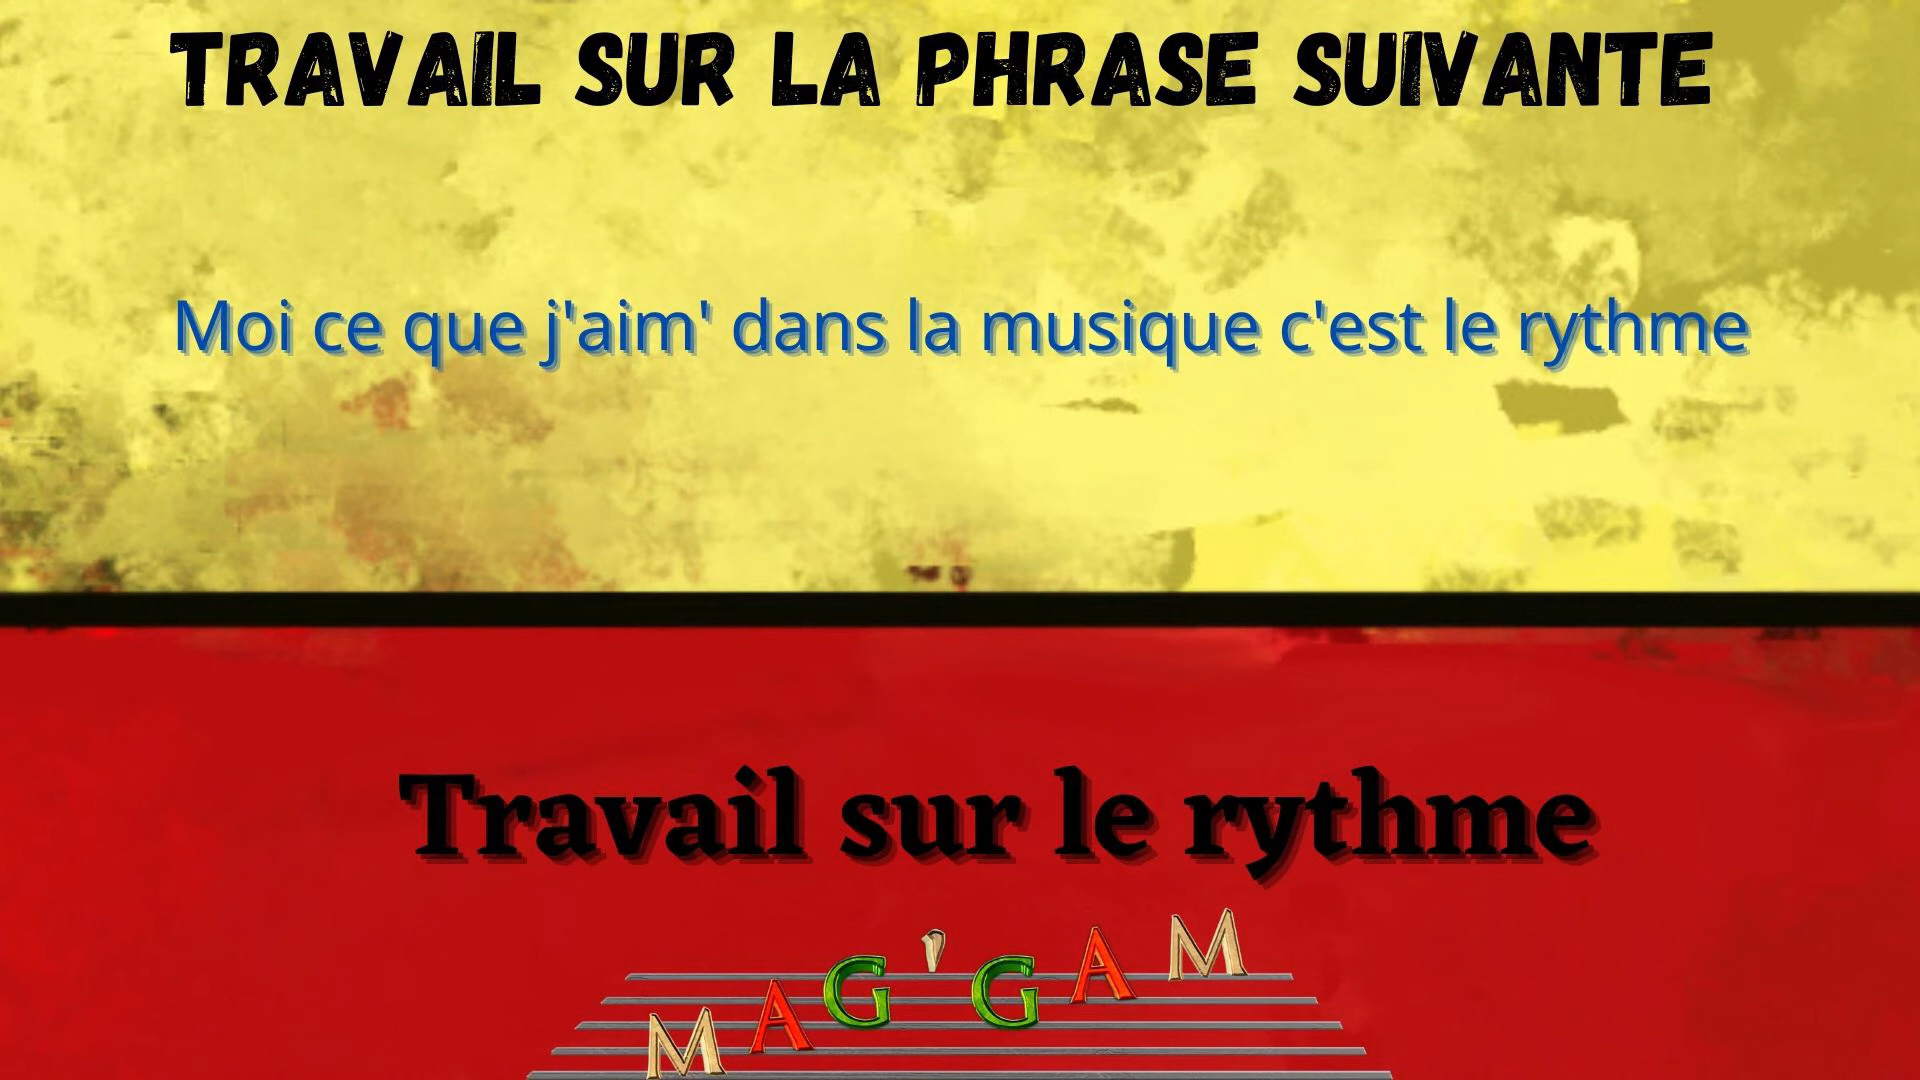 TRAVAIL SUR LA PHRASE SUIVANTE
Moi ce que j'aim' dans la musique c'est le rythme
Travail sur le rythme
MAG'GAM